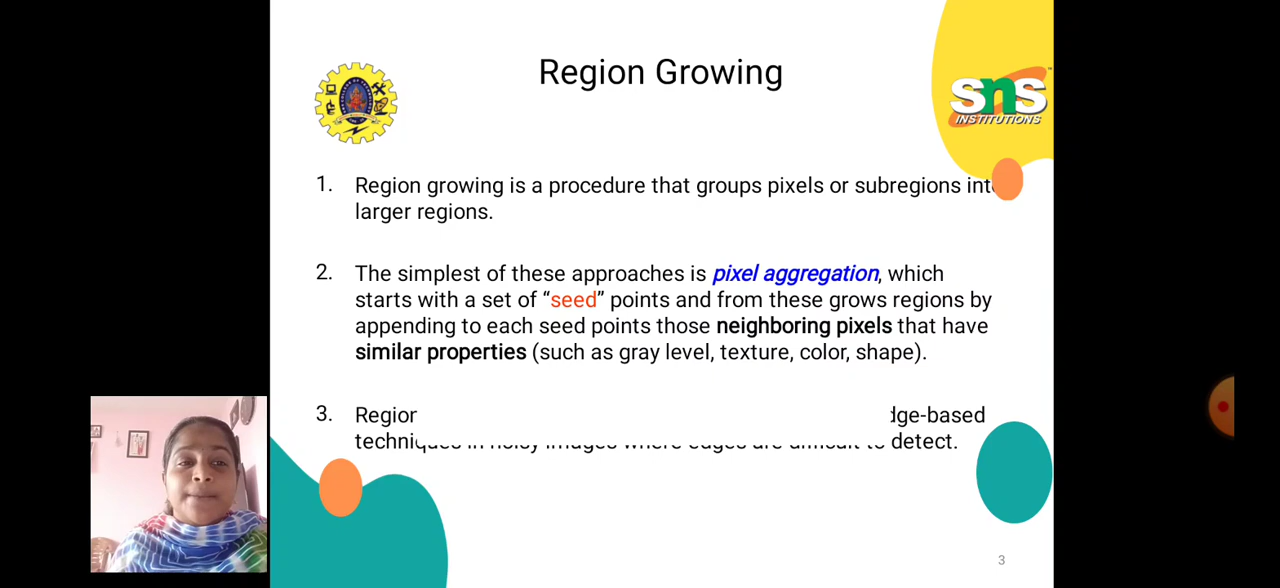 Region Growing
SNS
INSTITUTIONS
1. Region growing is a procedure that groups pixels or subregions int
larger regions.
2. The simplest of these approaches is pixel aggregation, which
starts with a set of “seed” points and from these grows regions by
appending to each seed points those neighboring pixels that have
similar properties (such as gray level, texture, color, shape).
3. dge-based
techniques in noisy images where edges are difficult to detect.
3